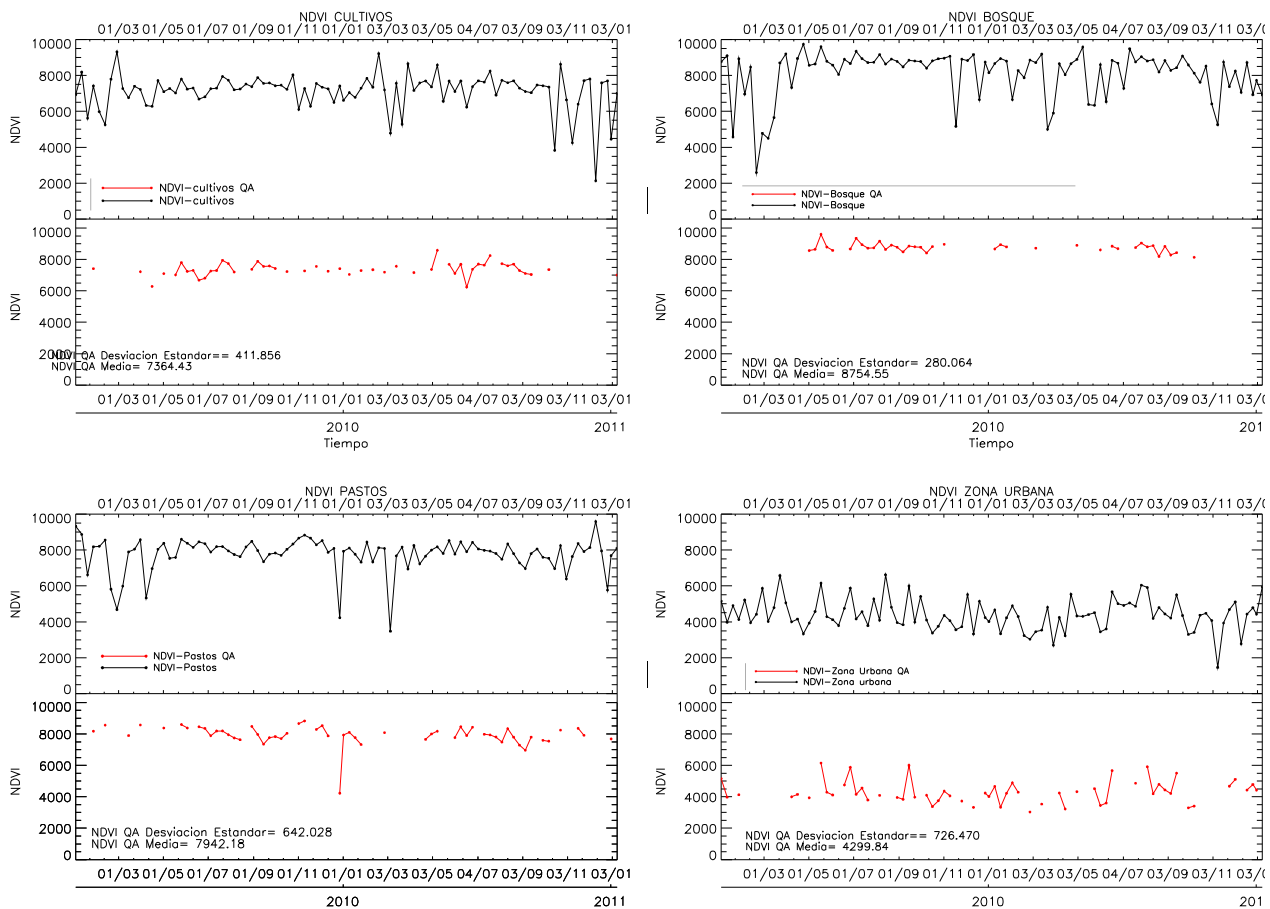 NDVI CULTIVOS
01/03 01/05 01/07 01/09 01/11 01/01 03/03 03/05 04/07 03/09 03/11 03/01
10000
8000
6000
4000
2000
0
NDVI
NDVI-cultivos QA
NDVI-cultivos
10000
8000
6000
4000
2000
0
NDVI
NDVI QA Desviacion Estandar== 411.856
NDVI QA Media= 7364.43
01/03 01/05 01/07 01/09 01/11 01/01 03/03 03/05 04/07 03/09 03/11 03/01
2010 2011
Tiempo
NDVI BOSQUE
01/03 01/05 01/07 01/09 01/11 01/01 03/03 03/05 04/07 03/09 03/11 03/0
10000
8000
6000
4000
2000
0
NDVI
NDVI-Bosque QA
NDVI-Bosque
10000
8000
6000
4000
2000
0
NDVI
NDVI QA Desviacion Estandar= 280.064
NDVI QA Media= 8754.55
01/03 01/05 01/07 01/09 01/11 01/01 03/03 03/05 04/07 03/09 03/11 03/0
2010 201
Tiempo
NDVI PASTOS
01/03 01/05 01/07 01/09 01/11 01/01 03/03 03/05 04/07 03/09 03/11 03/01
10000
8000
6000
4000
2000
0
NDVI
NDVI-Pastos QA
NDVI-Pastos
10000
8000
6000
4000
2000
0
NDVI
NDVI QA Desviacion Estandar= 642.028
NDVI QA Media= 7942.18
01/03 01/05 01/07 01/09 01/11 01/01 03/03 03/05 04/07 03/09 03/11 03/01
2010 2011
NDVI ZONA URBANA
01/03 01/05 01/07 01/09 01/11 01/01 03/03 03/05 04/07 03/09 03/11 03/0
10000
8000
6000
4000
2000
0
NDVI
NDVI-Zona Urbana QA
NDVI-Zona urbana
10000
8000
6000
4000
2000
0
NDVI
NDVI QA Desviacion Estandar== 726.470
NDVI QA Media= 4299.84
01/03 01/05 01/07 01/09 01/11 01/01 03/03 03/05 04/07 03/09 03/11 03/0
2010 201